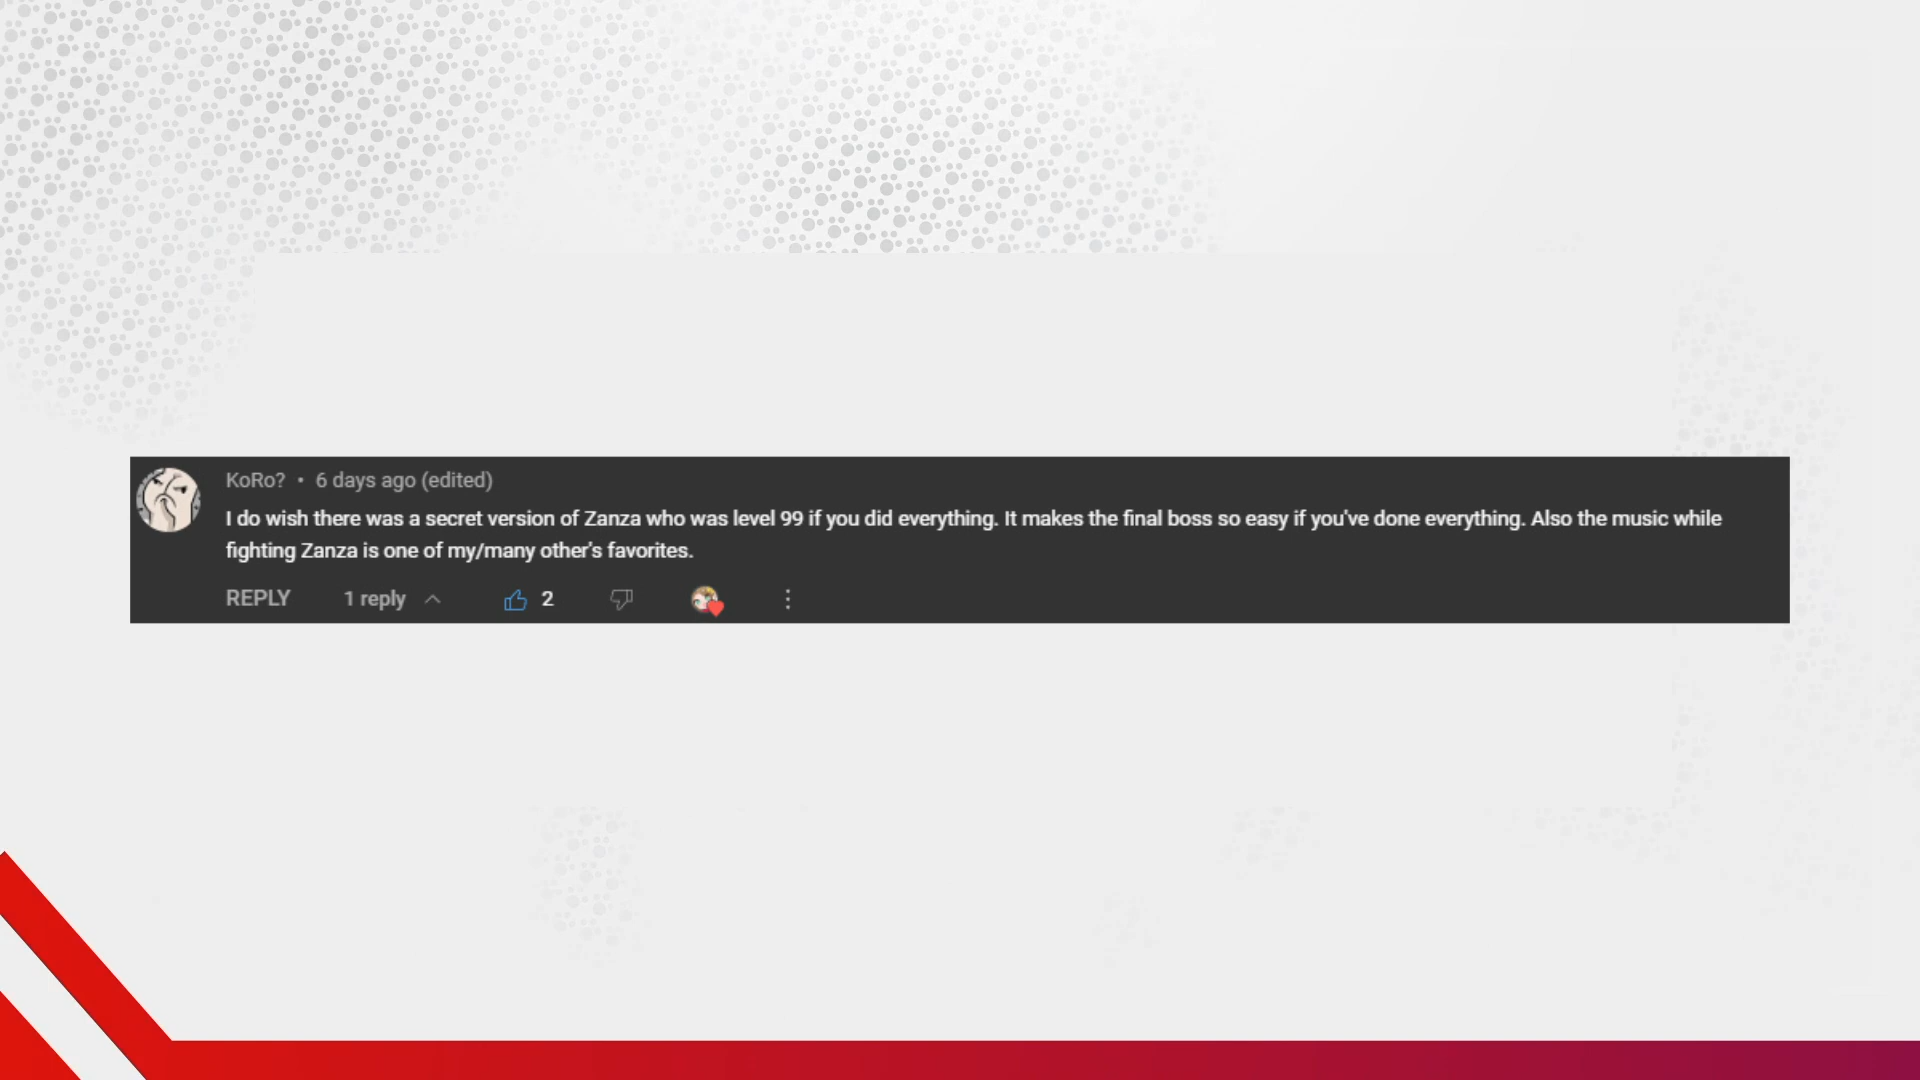 KoRo? • 6 days ago (edited)
I do wish there was a secret version of Zanza who was level 99 if you did everything. It makes the final boss so easy if you've done everything. Also the music while
fighting Zanza is one of my/many other's favorites.
REPLY 1 reply 2